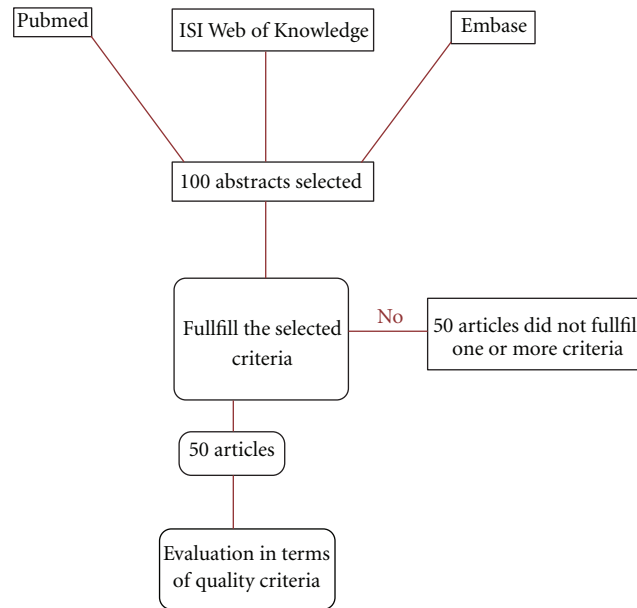 Pubmed
ISI Web of Knowledge
Embase
100 abstracts selected
Fullfill the selected
criteria
No
50 articles did not fullfil
one or more criteria
50 articles
Evaluation in terms
of quality criteria